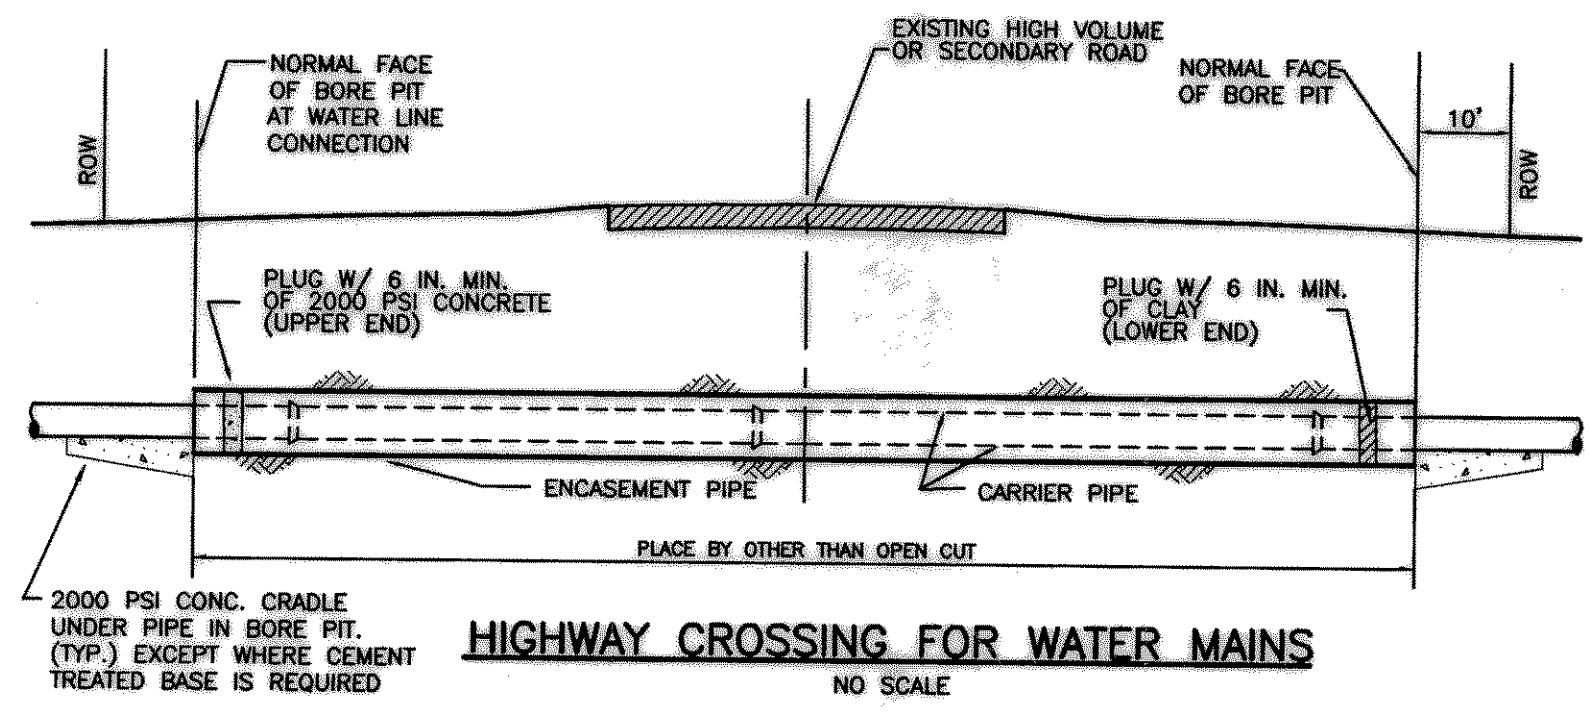 EXISTING HIGH VOLUME
OR SECONDARY ROAD
NORMAL FACE
OF BORE PIT
AT WATER LINE
CONNECTION
NORMAL FACE
OF BORE PIT
10'
ROW
ROW
PLUG W/ 6 IN. MIN.
OF 2000 PSI CONCRETE
(UPPER END)
PLUG W/ 6 IN. MIN.
OF CLAY
(LOWER END)
ENCASEMENT PIPE
CARRIER PIPE
PLACE BY OTHER THAN OPEN CUT
2000 PSI CONC. CRADLE
UNDER PIPE IN BORE PIT.
(TYP.) EXCEPT WHERE CEMENT
TREATED BASE IS REQUIRED
HIGHWAY CROSSING FOR WATER MAINS
NO SCALE